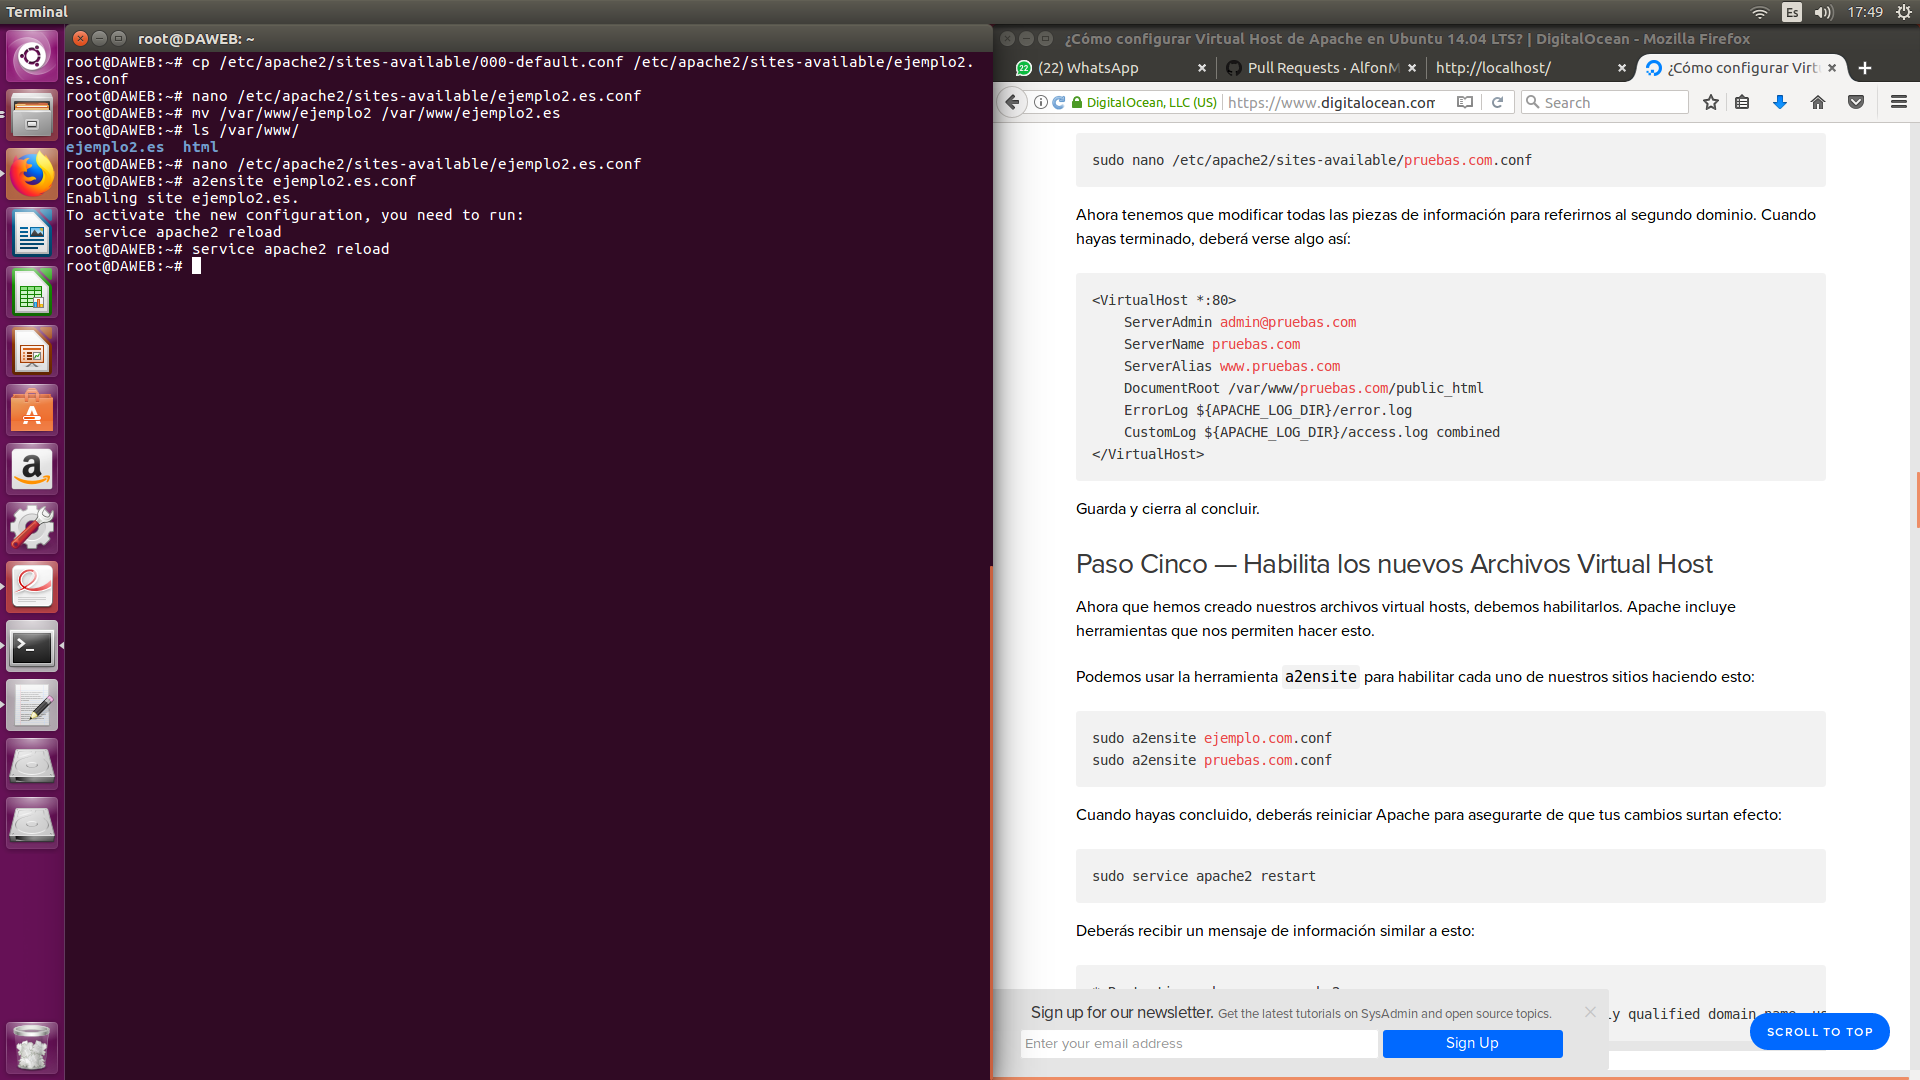 Terminal
Es
17:49
root@DAWEB: ~
root@DAWEB:~# cp /etc/apache2/sites-available/000-default.conf /etc/apache2/sites-available/ejemplo2.
es.conf
root@DAWEB:~# nano /etc/apache2/sites-available/ejemplo2.es.conf
root@DAWEB:~# mv /var/www/ejemplo2 /var/www/ejemplo2.es
root@DAWEB:~# ls /var/www/
ejemplo2.es  html
root@DAWEB:~# nano /etc/apache2/sites-available/ejemplo2.es.conf
root@DAWEB:~# a2ensite ejemplo2.es.conf
Enabling site ejemplo2.es.
To activate the new configuration, you need to run:
  service apache2 reload
root@DAWEB:~# service apache2 reload
root@DAWEB:~#
¿Cómo configurar Virtual Host de Apache en Ubuntu 14.04 LTS? | DigitalOcean - Mozilla Firefox
(22) WhatsApp
Pull Requests · AlfonM
http://localhost/
¿Cómo configurar Virt
DigitalOcean, LLC (US)
https://www.digitalocean.com
Search
sudo nano /etc/apache2/sites-available/pruebas.com.conf
Ahora tenemos que modificar todas las piezas de información para referirnos al segundo dominio. Cuando
hayas terminado, deberá verse algo así:
<VirtualHost *:80>
    ServerAdmin admin@pruebas.com
    ServerName pruebas.com
    ServerAlias www.pruebas.com
    DocumentRoot /var/www/pruebas.com/public_html
    ErrorLog ${APACHE_LOG_DIR}/error.log
    CustomLog ${APACHE_LOG_DIR}/access.log combined
</VirtualHost>
Guarda y cierra al concluir.
Paso Cinco — Habilita los nuevos Archivos Virtual Host
Ahora que hemos creado nuestros archivos virtual hosts, debemos habilitarlos. Apache incluye
herramientas que nos permiten hacer esto.
Podemos usar la herramienta a2ensite para habilitar cada uno de nuestros sitios haciendo esto:
sudo a2ensite ejemplo.com.conf
sudo a2ensite pruebas.com.conf
Cuando hayas concluido, deberás reiniciar Apache para asegurarte de que tus cambios surtan efecto:
sudo service apache2 restart
Deberás recibir un mensaje de información similar a esto:
qualified domain
Sign up for our newsletter. Get the latest tutorials on SysAdmin and open source topics.
Enter your email address
Sign Up
SCROLL TO TOP